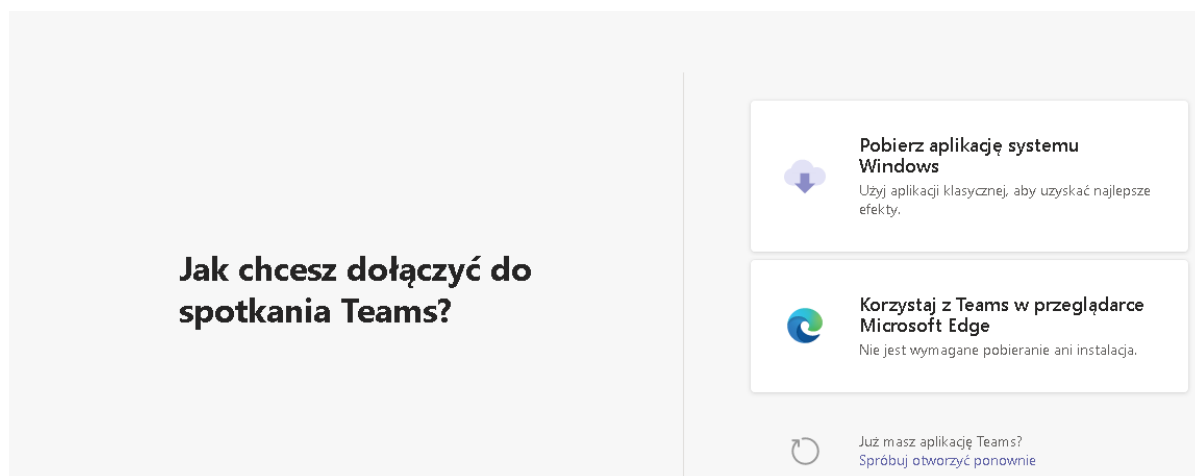 Jak chcesz dołączyć do
spotkania Teams?
Pobierz aplikację systemu
Windows
Użyj aplikacji klasycznej, aby uzyskać najlepsze
efekty.
Korzystaj z Teams w przeglądarce
Microsoft Edge
Nie jest wymagane pobieranie ani instalacja.
Już masz aplikację Teams?
Spróbuj otworzyć ponownie